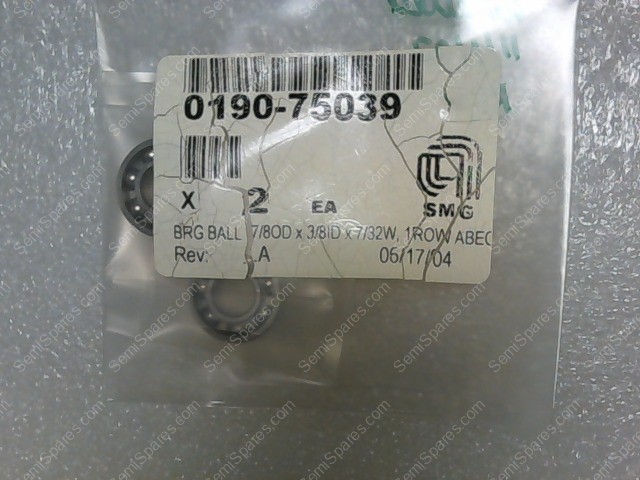 0190-75039
X 2 EA
SMG
BRG BALL 7/8OD x 3/8ID x 7/32W, 1ROW ABEC
Rev: A 05/17/04
SemiSpares.com